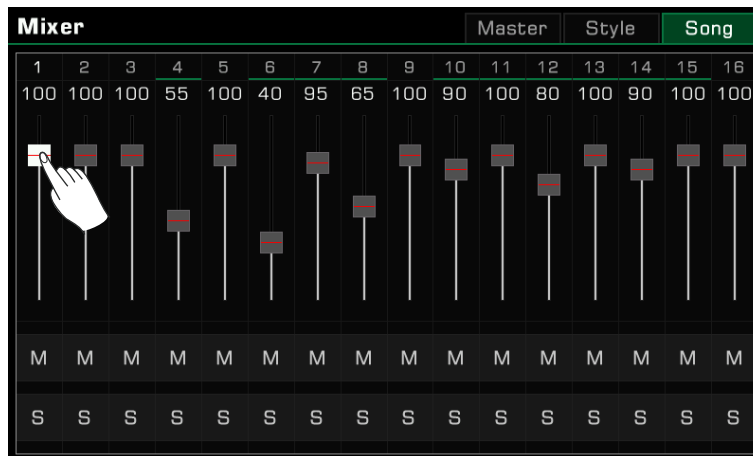 Mixer Master Style Song
1 2 3 4 5 6 7 8 9 10 11 12 13 14 15 16
100 100 100 55 100 40 95 65 100 90 100 80 100 90 100 100
M M M M M M M M M M M M M M M M
S S S S S S S S S S S S S S S S